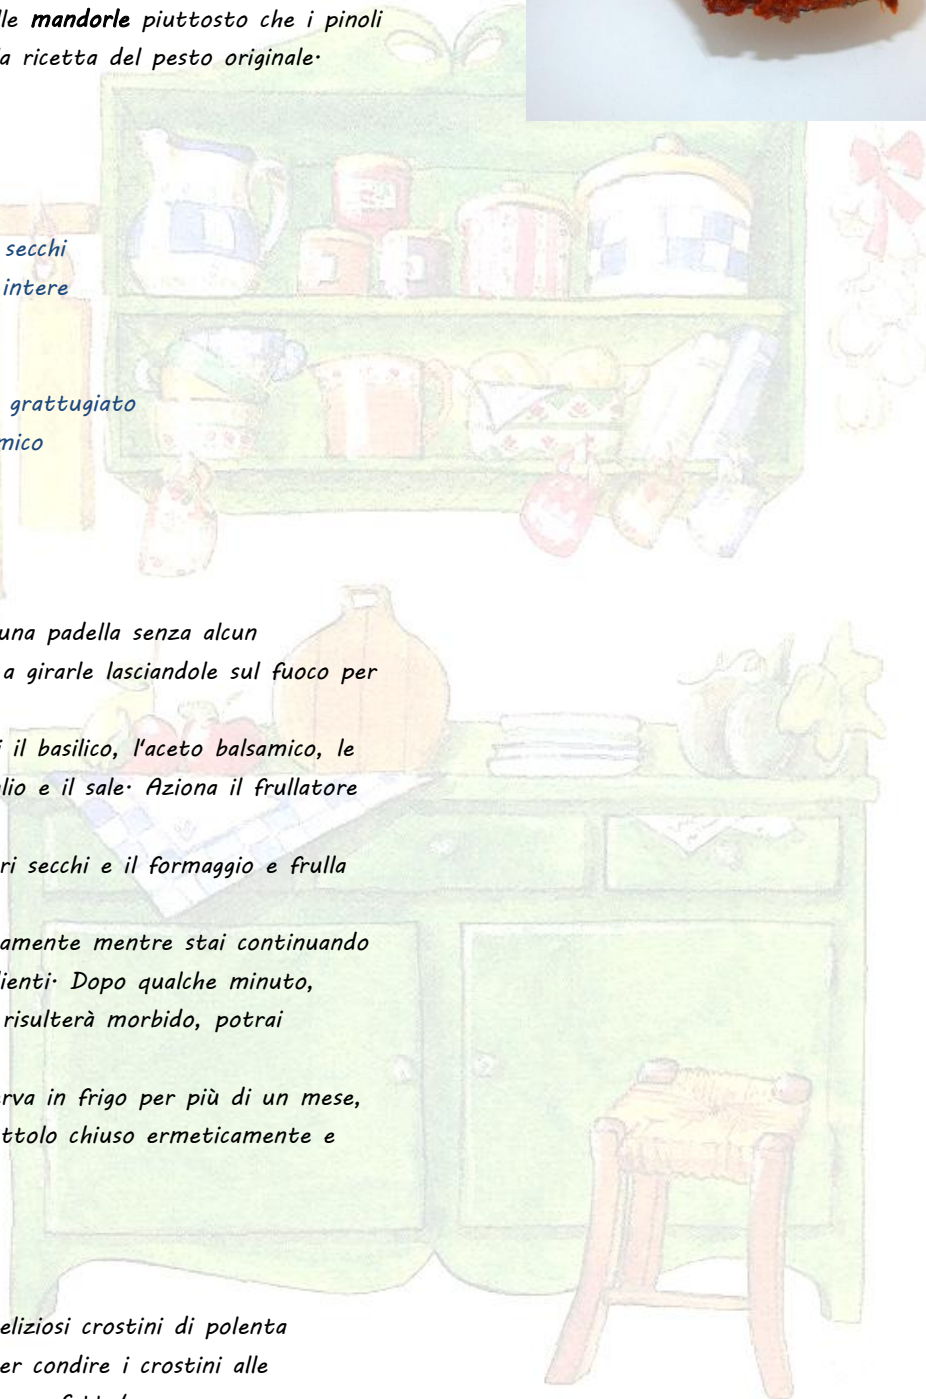 lle mandorle piuttosto che i pinoli
a ricetta del pesto originale.
secchi
intere
grattugiato
mico
una padella senza alcun
a girarle lasciandole sul fuoco per
i il basilico, l'aceto balsamico, le
lio e il sale. Aziona il frullatore
ri secchi e il formaggio e frulla
amente mentre stai continuando
ienti. Dopo qualche minuto,
risulterà morbido, potrai
rva in frigo per più di un mese,
ttolo chiuso ermeticamente e
eliziosi crostini di polenta
er condire i crostini alle